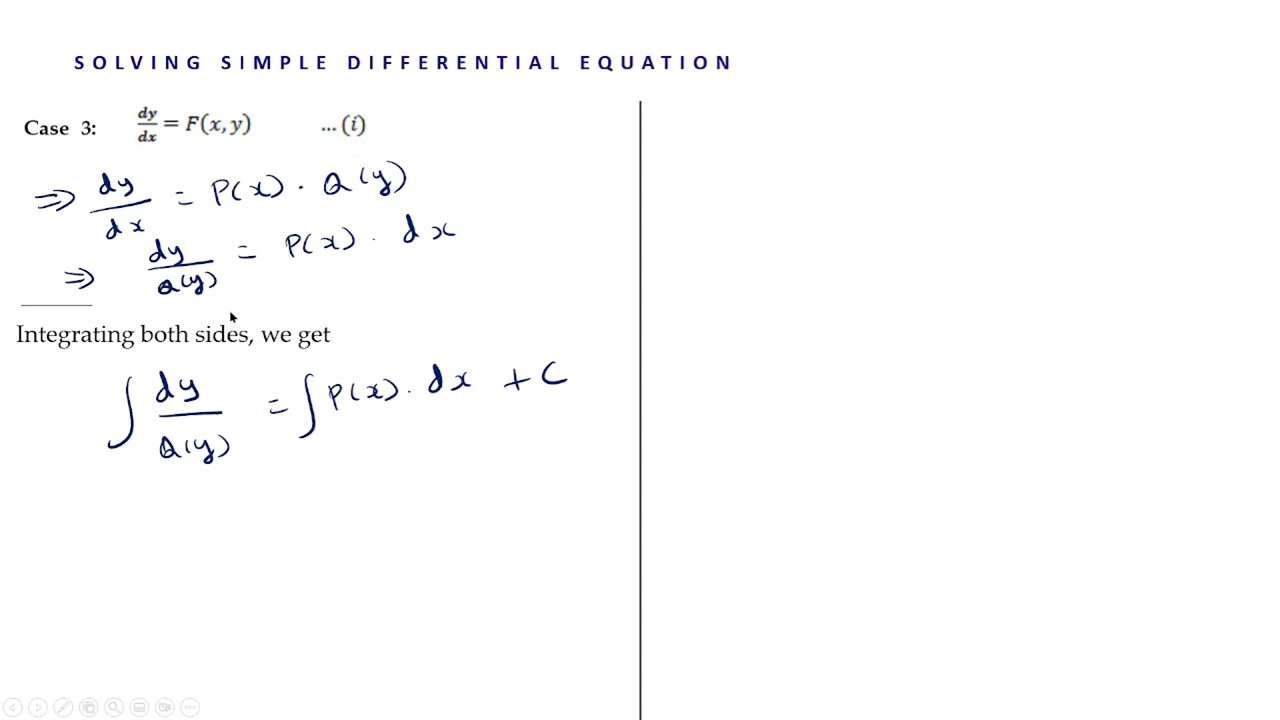 SOLVING SIMPLE DIFFERENTIAL EQUATION
Case 3: dy/dx = F(x, y) ... (i)
⇒ dy/dx = P(x) · Q(y)
⇒ dy/Q(y) = P(x) · dx
Integrating both sides, we get
∫ dy/Q(y) = ∫ P(x) · dx + C